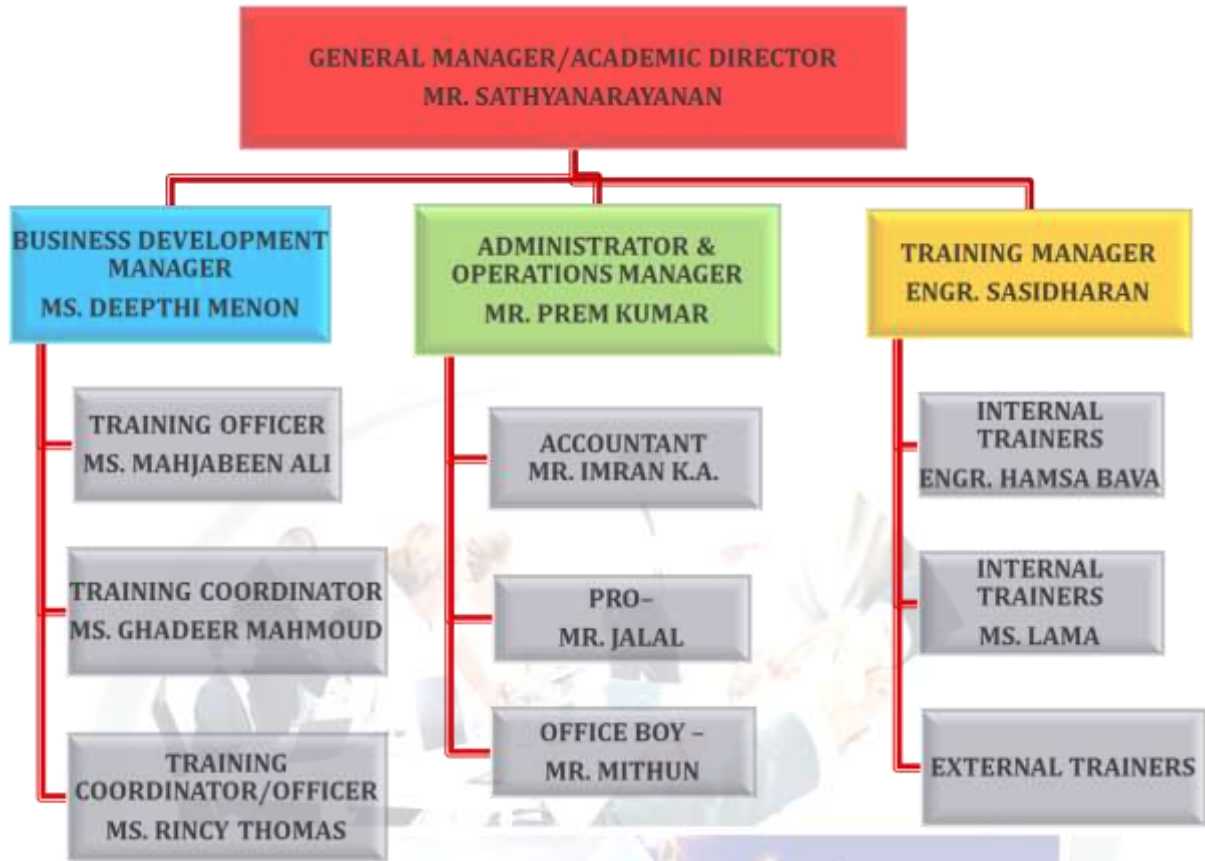 GENERAL MANAGER/ACADEMIC DIRECTOR
MR. SATHYANARAYANAN
BUSINESS DEVELOPMENT
MANAGER
MS. DEEPTHI MENON
TRAINING OFFICER
MS. MAHJABEEN ALI
TRAINING COORDINATOR
MS. GHADEER MAHMOUD
TRAINING
COORDINATOR/OFFICER
MS. RINCY THOMAS
ADMINISTRATOR &
OPERATIONS MANAGER
MR. PREM KUMAR
ACCOUNTANT
MR. IMRAN K.A.
PRO–
MR. JALAL
OFFICE BOY –
MR. MITHUN
TRAINING MANAGER
ENGR. SASIDHARAN
INTERNAL
TRAINERS
ENGR. HAMSA BAVA
INTERNAL
TRAINERS
MS. LAMA
EXTERNAL TRAINERS